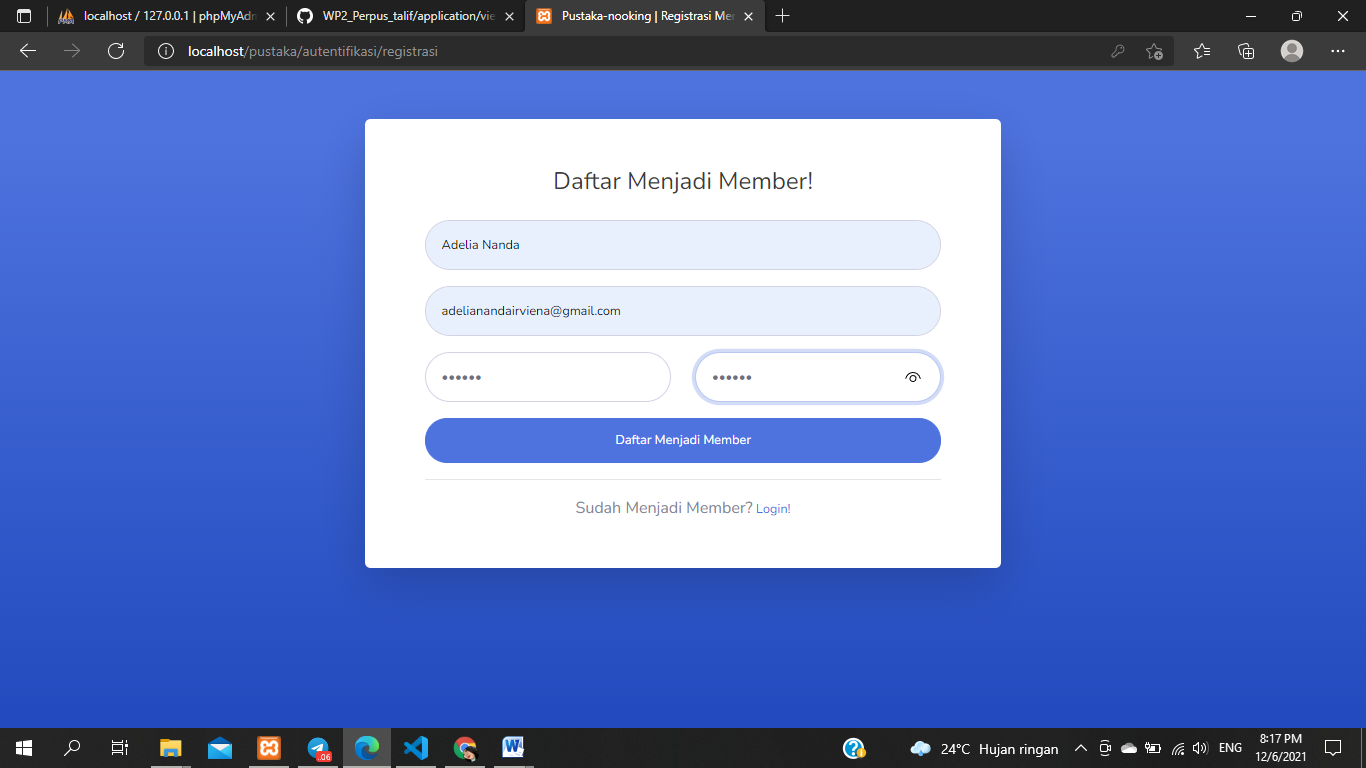 localhost / 127.0.0.1 | phpMyAdm
WP2_Perpus_talif/application/vie
Pustaka-nooking | Registrasi Mem
localhost/pustaka/autentifikasi/registrasi
Daftar Menjadi Member!
Adelia Nanda
adelianandairviena@gmail.com
••••••
••••••
Daftar Menjadi Member
Sudah Menjadi Member? Login!
.06
24°C Hujan ringan
ENG
8:17 PM
12/6/2021